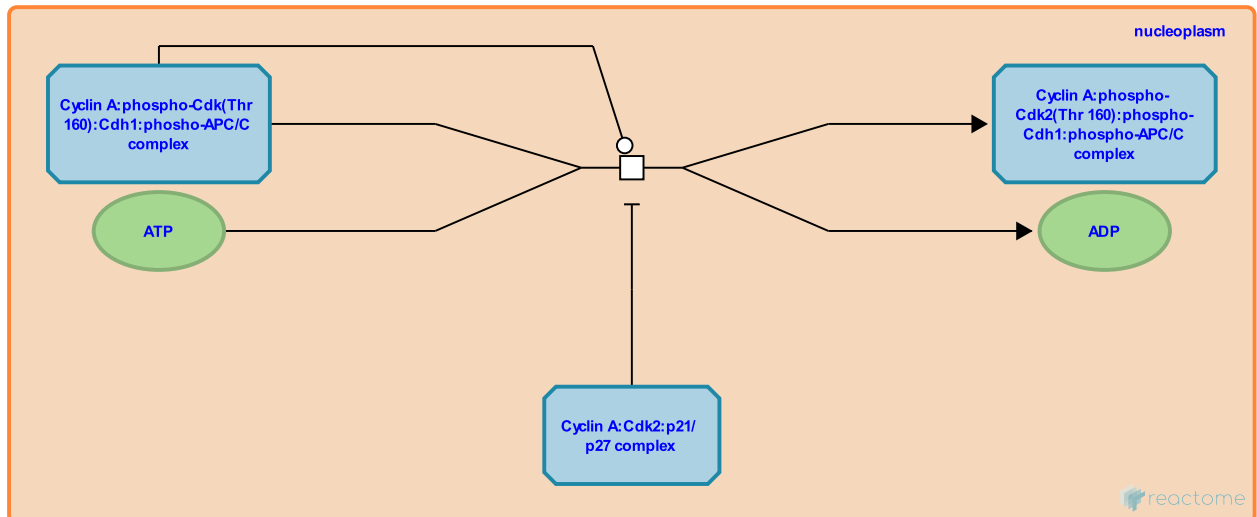 nucleoplasm
Cyclin A:phospho-Cdk(Thr
160):Cdh1:phosho-APC/C
complex
Cyclin A:phospho-
Cdk2(Thr 160):phospho-
Cdh1:phospho-APC/C
complex
ATP
ADP
Cyclin A:Cdk2:p21/
p27 complex
reactome